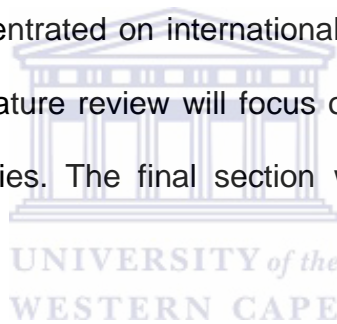 entrated on international
ature review will focus o
ies. The final section w
UNIVERSITY of the
WESTERN CAPE